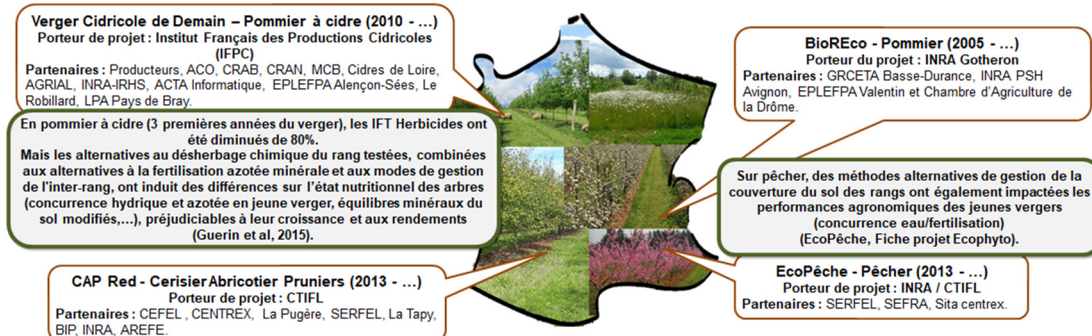 Verger Cidricole de Demain – Pommier à cidre (2010 - …)
Porteur de projet : Institut Français des Productions Cidricoles
(IFPC)
Partenaires : Producteurs, ACO, CRAB, CRAN, MCB, Cidres de Loire,
AGRIAL, INRA-IRHS, ACTA Informatique, EPLEFPA Alençon-Sées, Le
Robillard, LPA Pays de Bray.
En pommier à cidre (3 premières années du verger), les IFT Herbicides ont
été diminués de 80%.
Mais les alternatives au désherbage chimique du rang testées, combinées
aux alternatives à la fertilisation azotée minérale et aux modes de gestion
de l'inter-rang, ont induit des différences sur l'état nutritionnel des arbres
(concurrence hydrique et azotée en jeune verger, équilibres minéraux du
sol modifiés,…), préjudiciables à leur croissance et aux rendements
(Guerin et al, 2015).
BioREco - Pommier (2005 - …)
Porteur du projet : INRA Gotheron
Partenaires : GRCETA Basse-Durance, INRA PSH
Avignon, EPLEFPA Valentin et Chambre d'Agriculture de
la Drôme.
Sur pêcher, des méthodes alternatives de gestion de la
couverture du sol des rangs ont également impactées les
performances agronomiques des jeunes vergers
(concurrence eau/fertilisation)
(EcoPêche, Fiche projet Ecophyto).
CAP Red - Cerisier Abricotier Pruniers (2013 - …)
Porteur de projet : CTIFL
Partenaires : CEFEL , CENTREX, La Pugère, SERFEL, La Tapy,
BIP, INRA, AREFE.
EcoPêche - Pêcher (2013 - …)
Porteur de projet : INRA / CTIFL
Partenaires : SERFEL, SEFRA, Sita centrex.